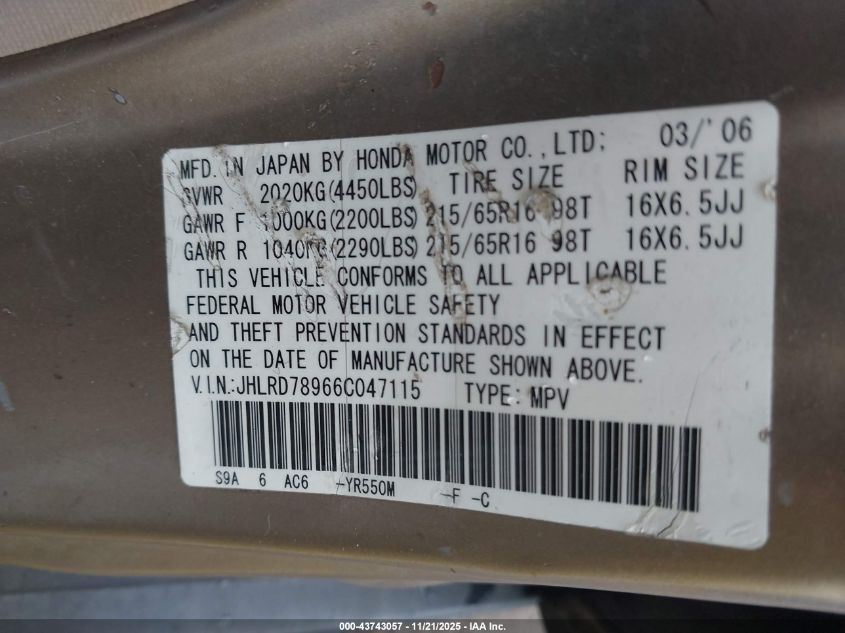 MFD. IN JAPAN BY HONDA MOTOR CO., LTD: 03/'06
GVWR 2020KG(4450LBS) TIRE SIZE RIM SIZE
GAWR F 1000KG(2200LBS) 215/65R16 98T 16X6.5JJ
GAWR R 1040KG(2290LBS) 215/65R16 98T 16X6.5JJ
THIS VEHICLE CONFORMS TO ALL APPLICABLE
FEDERAL MOTOR VEHICLE SAFETY
AND THEFT PREVENTION STANDARDS IN EFFECT
ON THE DATE OF MANUFACTURE SHOWN ABOVE.
V.I.N.:JHLRD78966C047115 TYPE: MPV
S9A 6 AC6 -YR550M -F -C
000-43743057 - 11/21/2025 - IAA Inc.